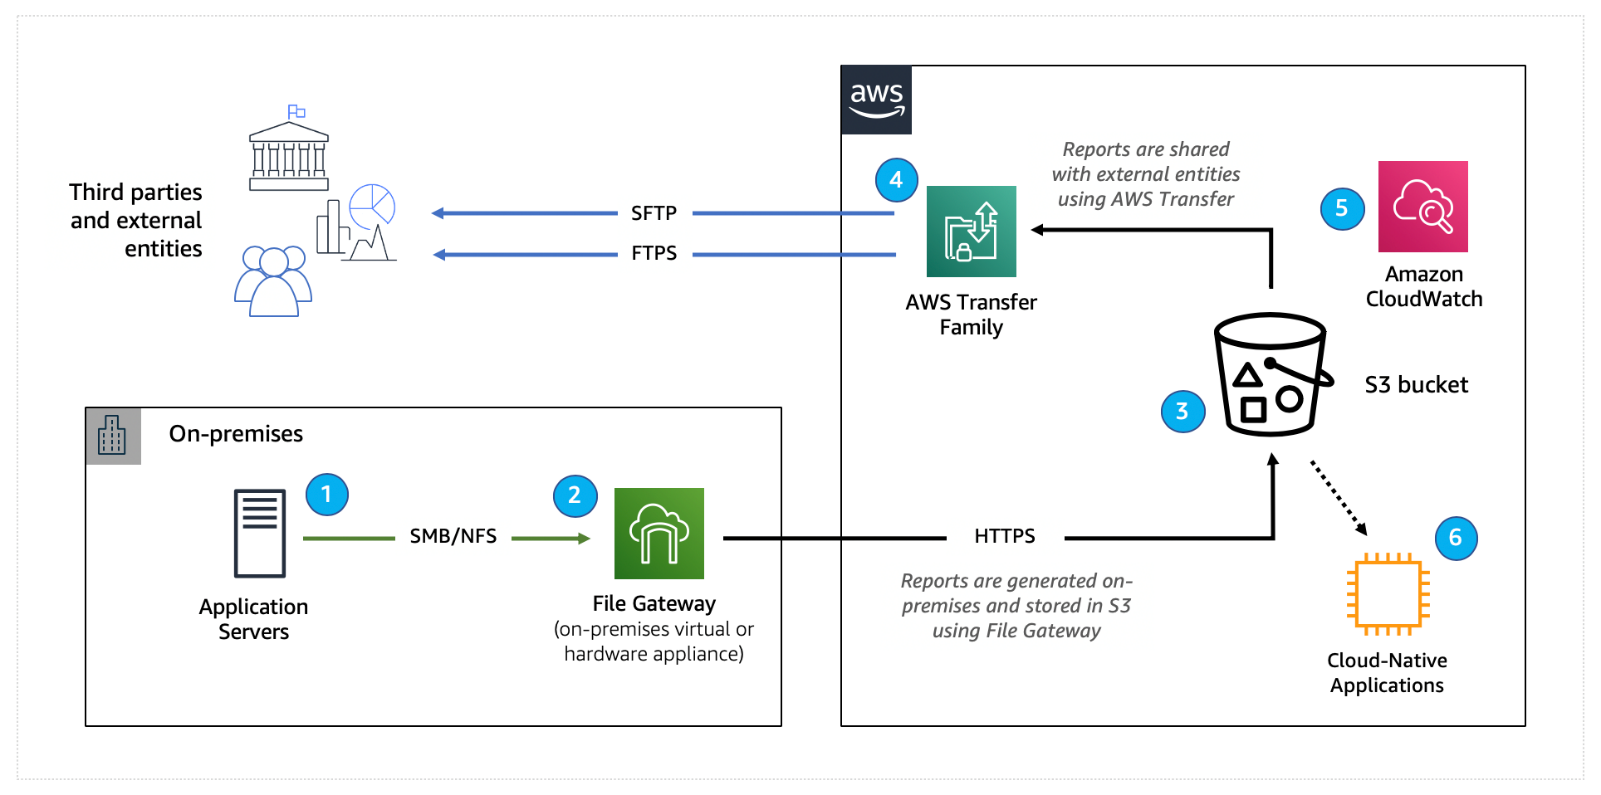 aws
Reports are shared
with external entities
using AWS Transfer
4
5
Third parties
and external
entities
SFTP
FTPS
AWS Transfer
Family
Amazon
CloudWatch
S3 bucket
3
On-premises
1
2
SMB/NFS
HTTPS
6
Application
Servers
File Gateway
(on-premises virtual or
hardware appliance)
Reports are generated on-
premises and stored in S3
using File Gateway
Cloud-Native
Applications